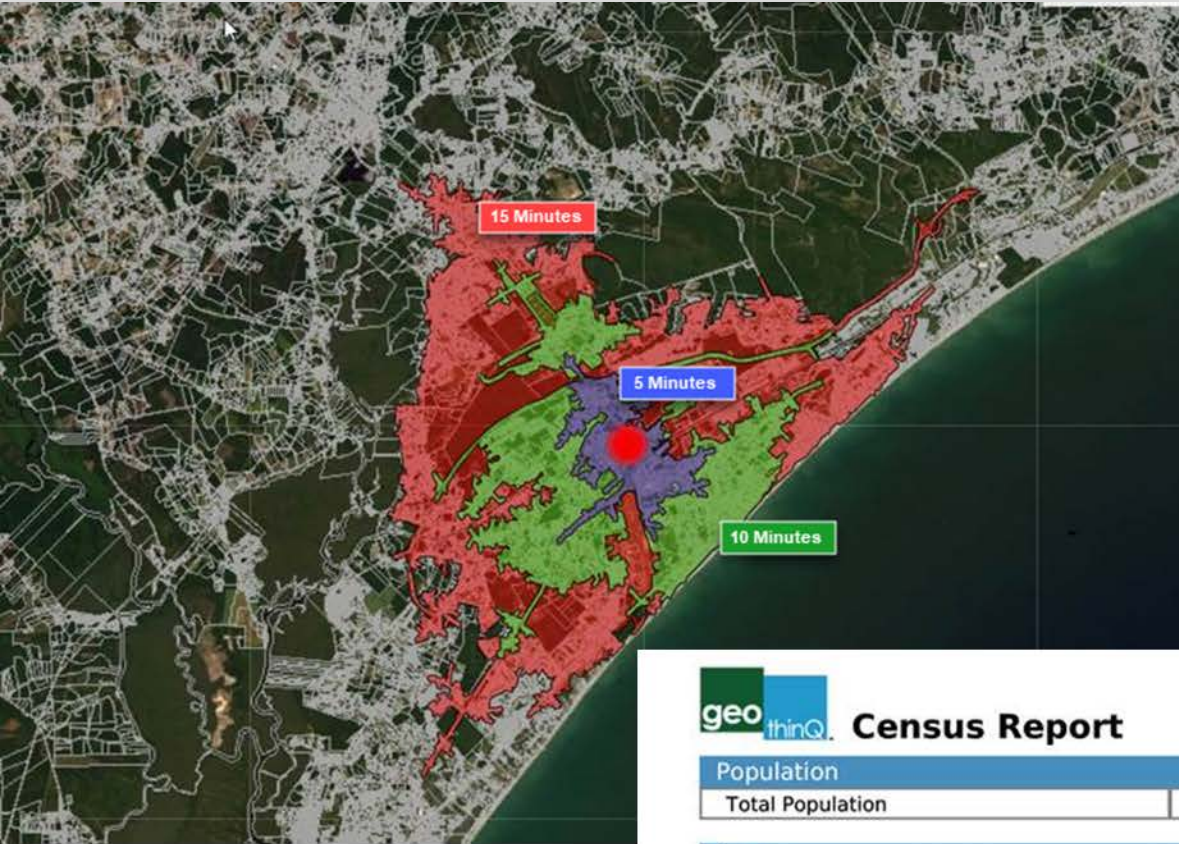 15 Minutes
5 Minutes
10 Minutes
geo thinQ.
Census Report
Population
Total Population